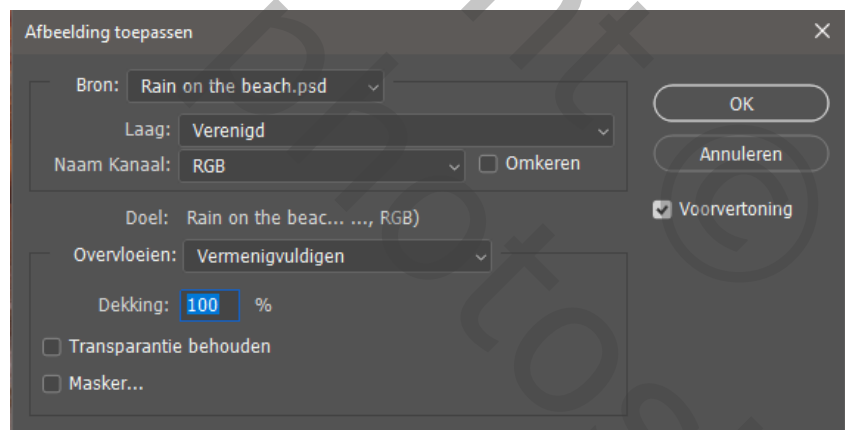 Afbeelding toepassen
Bron: Rain on the beach.psd
Laag: Verenigd
Naam Kanaal: RGB Omkeren
Doel: Rain on the beac... ..., RGB)
Overvloeien: Vermenigvuldigen
Dekking: 100 %
Transparantie behouden
Masker...
OK
Annuleren
Voorvertoning